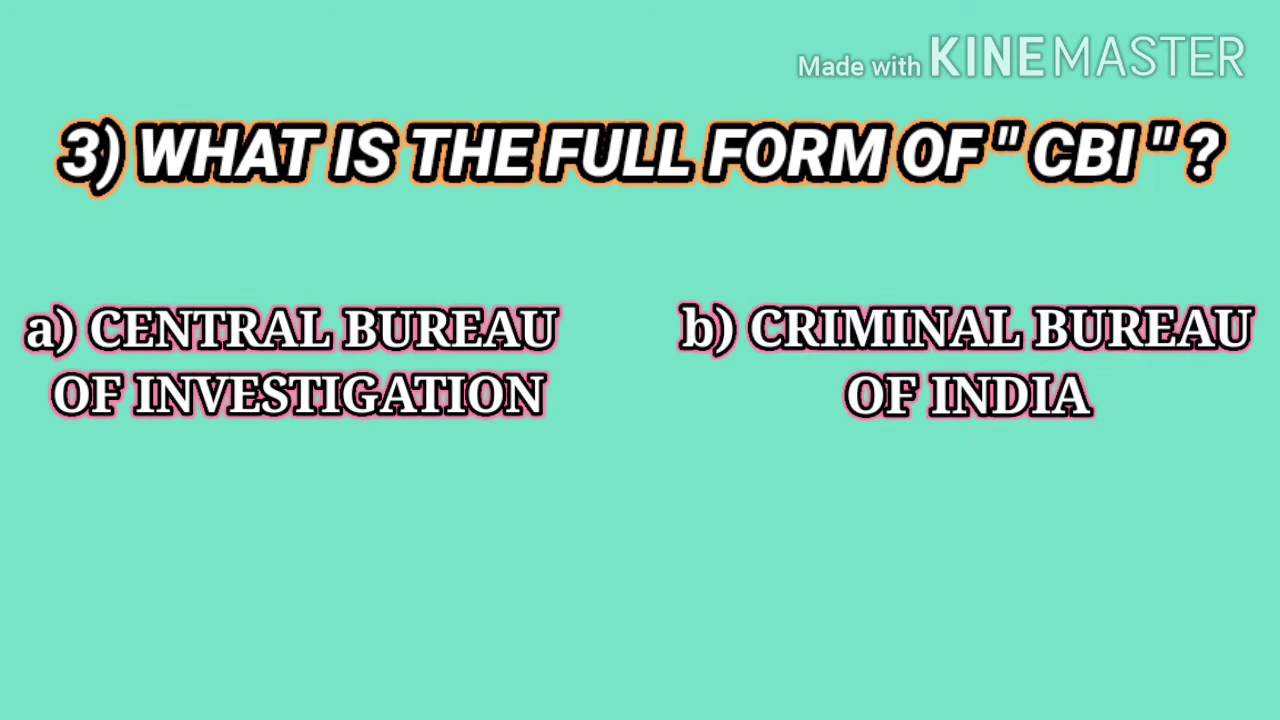 Made with KINEMASTER
3) WHAT IS THE FULL FORM OF " CBI " ?
a) CENTRAL BUREAU
OF INVESTIGATION
b) CRIMINAL BUREAU
OF INDIA